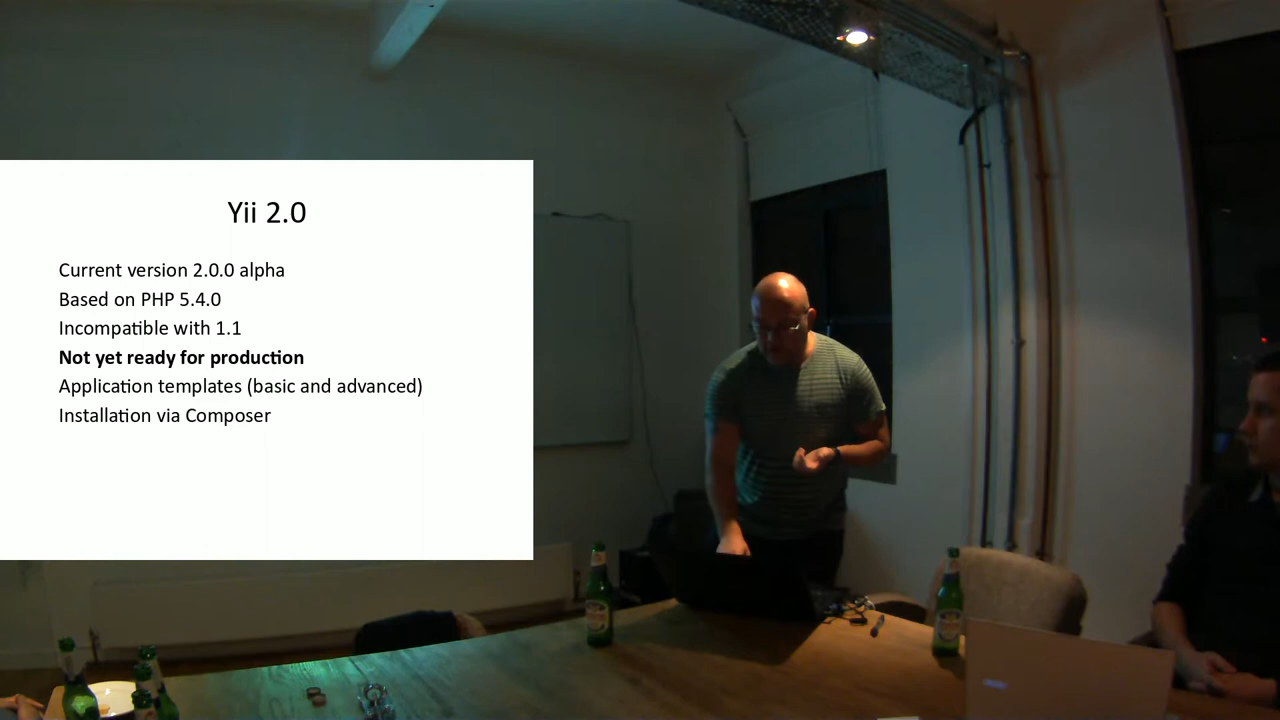 Yii 2.0
Current version 2.0.0 alpha
Based on PHP 5.4.0
Incompatible with 1.1
Not yet ready for production
Application templates (basic and advanced)
Installation via Composer